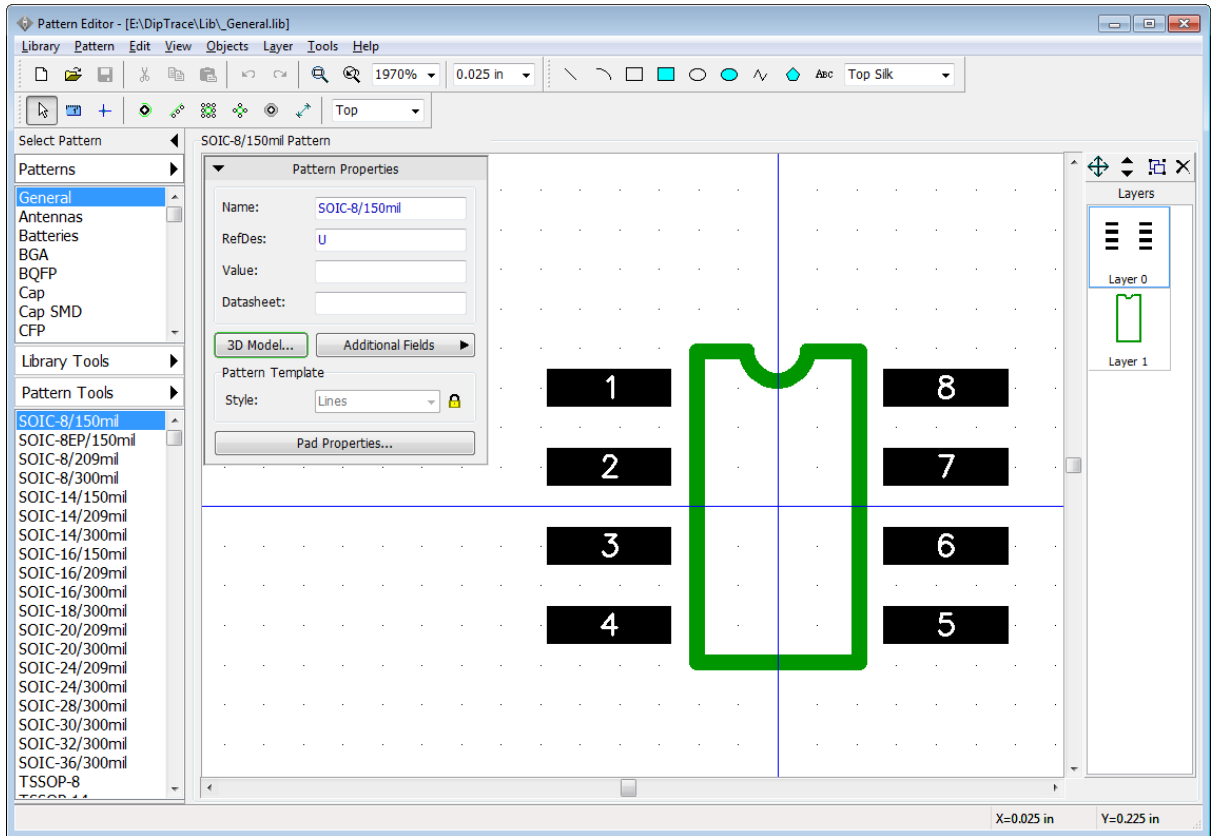 Pattern Editor - [E:\DipTrace\Lib\_General.lib]
Library Pattern Edit View Objects Layer Tools Help
1970% 0.025 in ABC Top Silk
Top
Select Pattern
Patterns
General
Antennas
Batteries
BGA
BQFP
Cap
Cap SMD
CFP
Library Tools
Pattern Tools
SOIC-8/150mil
SOIC-8EP/150mil
SOIC-8/209mil
SOIC-8/300mil
SOIC-14/150mil
SOIC-14/209mil
SOIC-14/300mil
SOIC-16/150mil
SOIC-16/209mil
SOIC-16/300mil
SOIC-18/300mil
SOIC-20/209mil
SOIC-20/300mil
SOIC-24/209mil
SOIC-24/300mil
SOIC-28/300mil
SOIC-30/300mil
SOIC-32/300mil
SOIC-36/300mil
TSSOP-8
SOIC-8/150mil Pattern
Pattern Properties
Name: SOIC-8/150mil
RefDes: U
Value:
Datasheet:
3D Model... Additional Fields
Pattern Template
Style: Lines
Pad Properties...
1 8
2 7
3 6
4 5
Layers
Layer 0
Layer 1
X=0.025 in Y=0.225 in